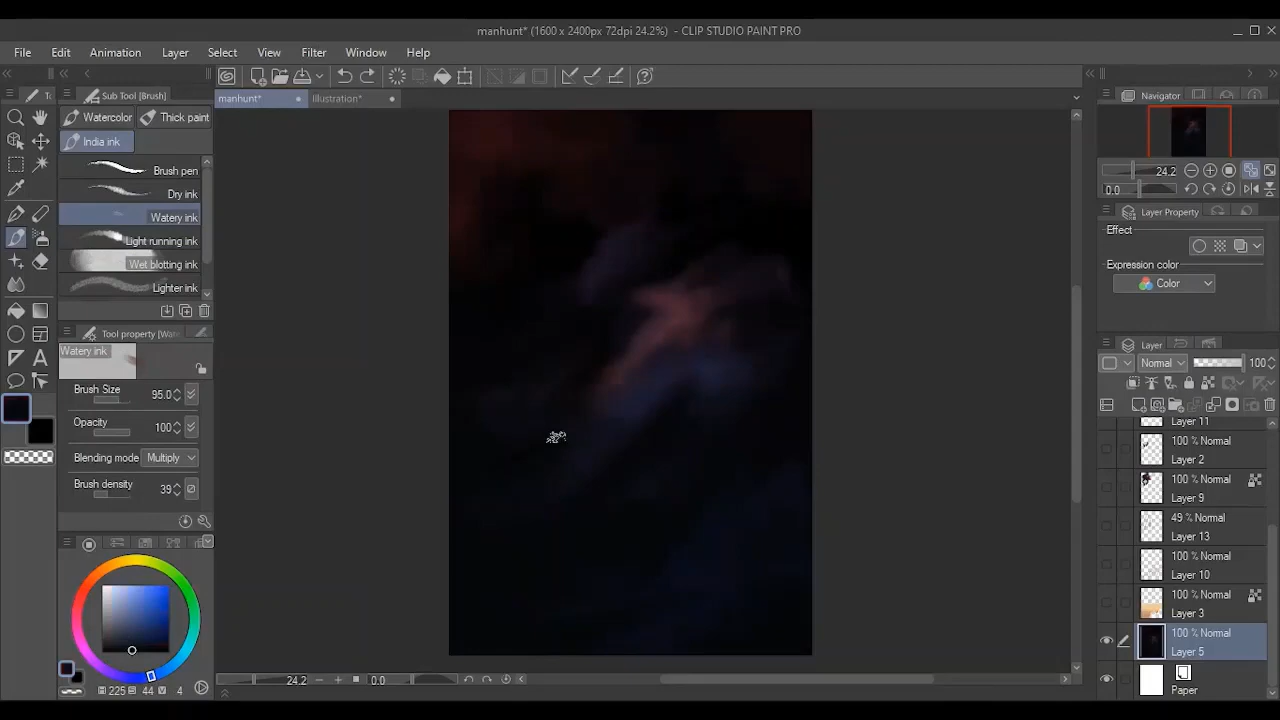 manhunt* (1600 x 2400px 72dpi 24.2%) - CLIP STUDIO PAINT PRO
File Edit Animation Layer Select View Filter Window Help
Sub Tool [Brush]
manhunt* Illustration*
Navigator
Watercolor Thick paint
India ink
Brush pen
Dry ink
Watery ink
Light running ink
Wet blotting ink
Lighter ink
24.2
0.0
Layer Property
Effect
Expression color
Color
Tool property [Wate
Watery ink
Brush Size 95.0
Opacity 100
Blending mode Multiply
Brush density 39
Layer
Normal 100
Layer 11
100 % Normal
Layer 2
100 % Normal
Layer 9
49 % Normal
Layer 13
100 % Normal
Layer 10
100 % Normal
Layer 3
100 % Normal
Layer 5
Paper
225 44 V 4
24.2 0.0